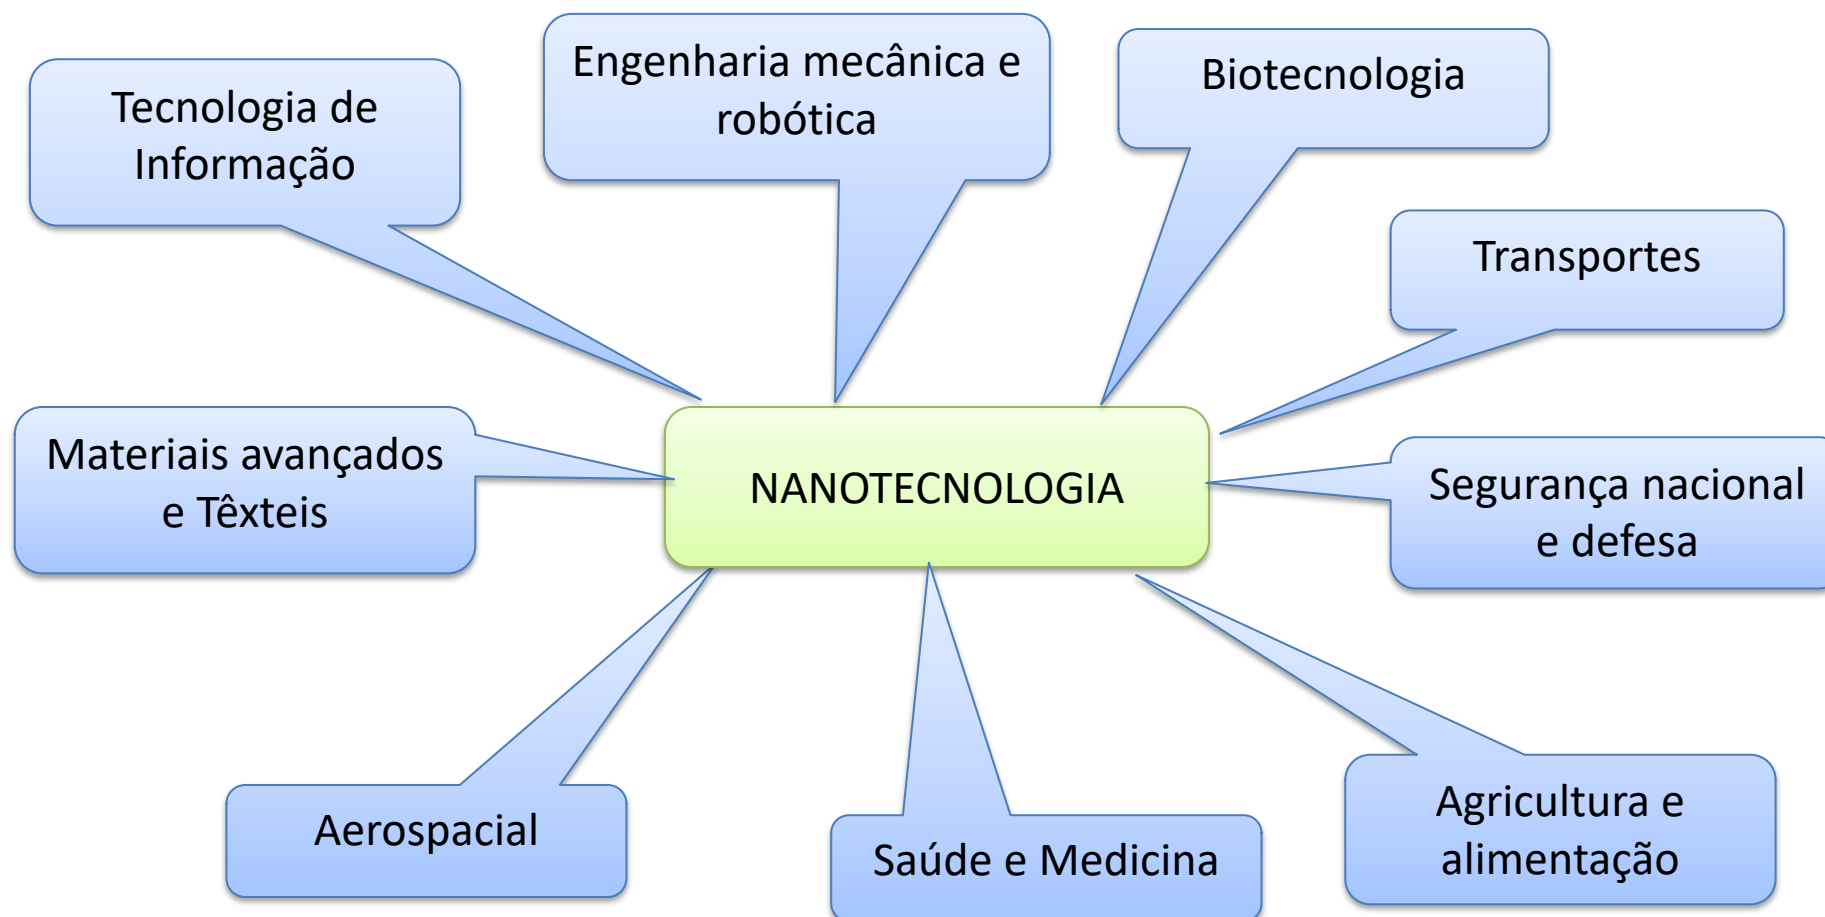 Tecnologia de
Informação
Engenharia mecânica e
robótica
Biotecnologia
Transportes
Materiais avançados
e Têxteis
NANOTECNOLOGIA
Segurança nacional
e defesa
Aerospacial
Saúde e Medicina
Agricultura e
alimentação